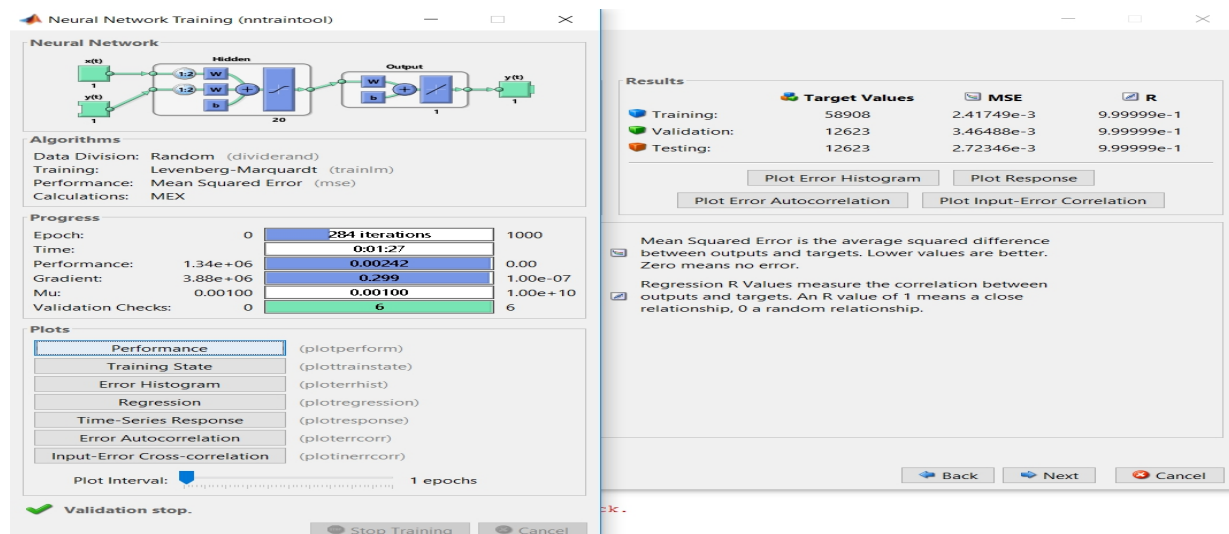 Neural Network Training (nntraintool)
Neural Network
Hidden
Output
x(t)
1
y(t)
1
1:2
W
1:2
W
b
+
20
W
b
+
1
y(t)
1
Algorithms
Data Division: Random (dividerand)
Training: Levenberg-Marquardt (trainlm)
Performance: Mean Squared Error (mse)
Calculations: MEX
Progress
Epoch: 0 284 iterations 1000
Time: 0:01:27
Performance: 1.34e+06 0.00242 0.00
Gradient: 3.88e+06 0.299 1.00e-07
Mu: 0.00100 0.00100 1.00e+10
Validation Checks: 0 6 6
Plots
Performance (plotperform)
Training State (plottrainstate)
Error Histogram (ploterrhist)
Regression (plotregression)
Time-Series Response (plotresponse)
Error Autocorrelation (ploterrcorr)
Input-Error Cross-correlation (plotinerrcorr)
Plot Interval: 1 epochs
Validation stop.
Stop Training Cancel
Results
Target Values MSE R
Training: 58908 2.41749e-3 9.99999e-1
Validation: 12623 3.46488e-3 9.99999e-1
Testing: 12623 2.72346e-3 9.99999e-1
Plot Error Histogram Plot Response
Plot Error Autocorrelation Plot Input-Error Correlation
Mean Squared Error is the average squared difference
between outputs and targets. Lower values are better.
Zero means no error.
Regression R Values measure the correlation between
outputs and targets. An R value of 1 means a close
relationship, 0 a random relationship.
Back Next Cancel
ck.